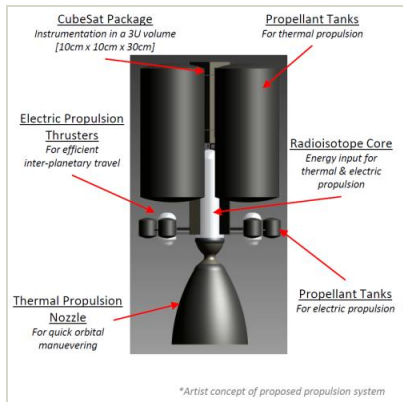 CubeSat Package
Instrumentation in a 3U volume
[10cm x 10cm x 30cm]
Propellant Tanks
For thermal propulsion
Electric Propulsion
Thrusters
For efficient
inter-planetary travel
Radioisotope Core
Energy input for
thermal & electric
propulsion
Thermal Propulsion
Nozzle
For quick orbital
manuevering
Propellant Tanks
For electric propulsion
*Artist concept of proposed propulsion system